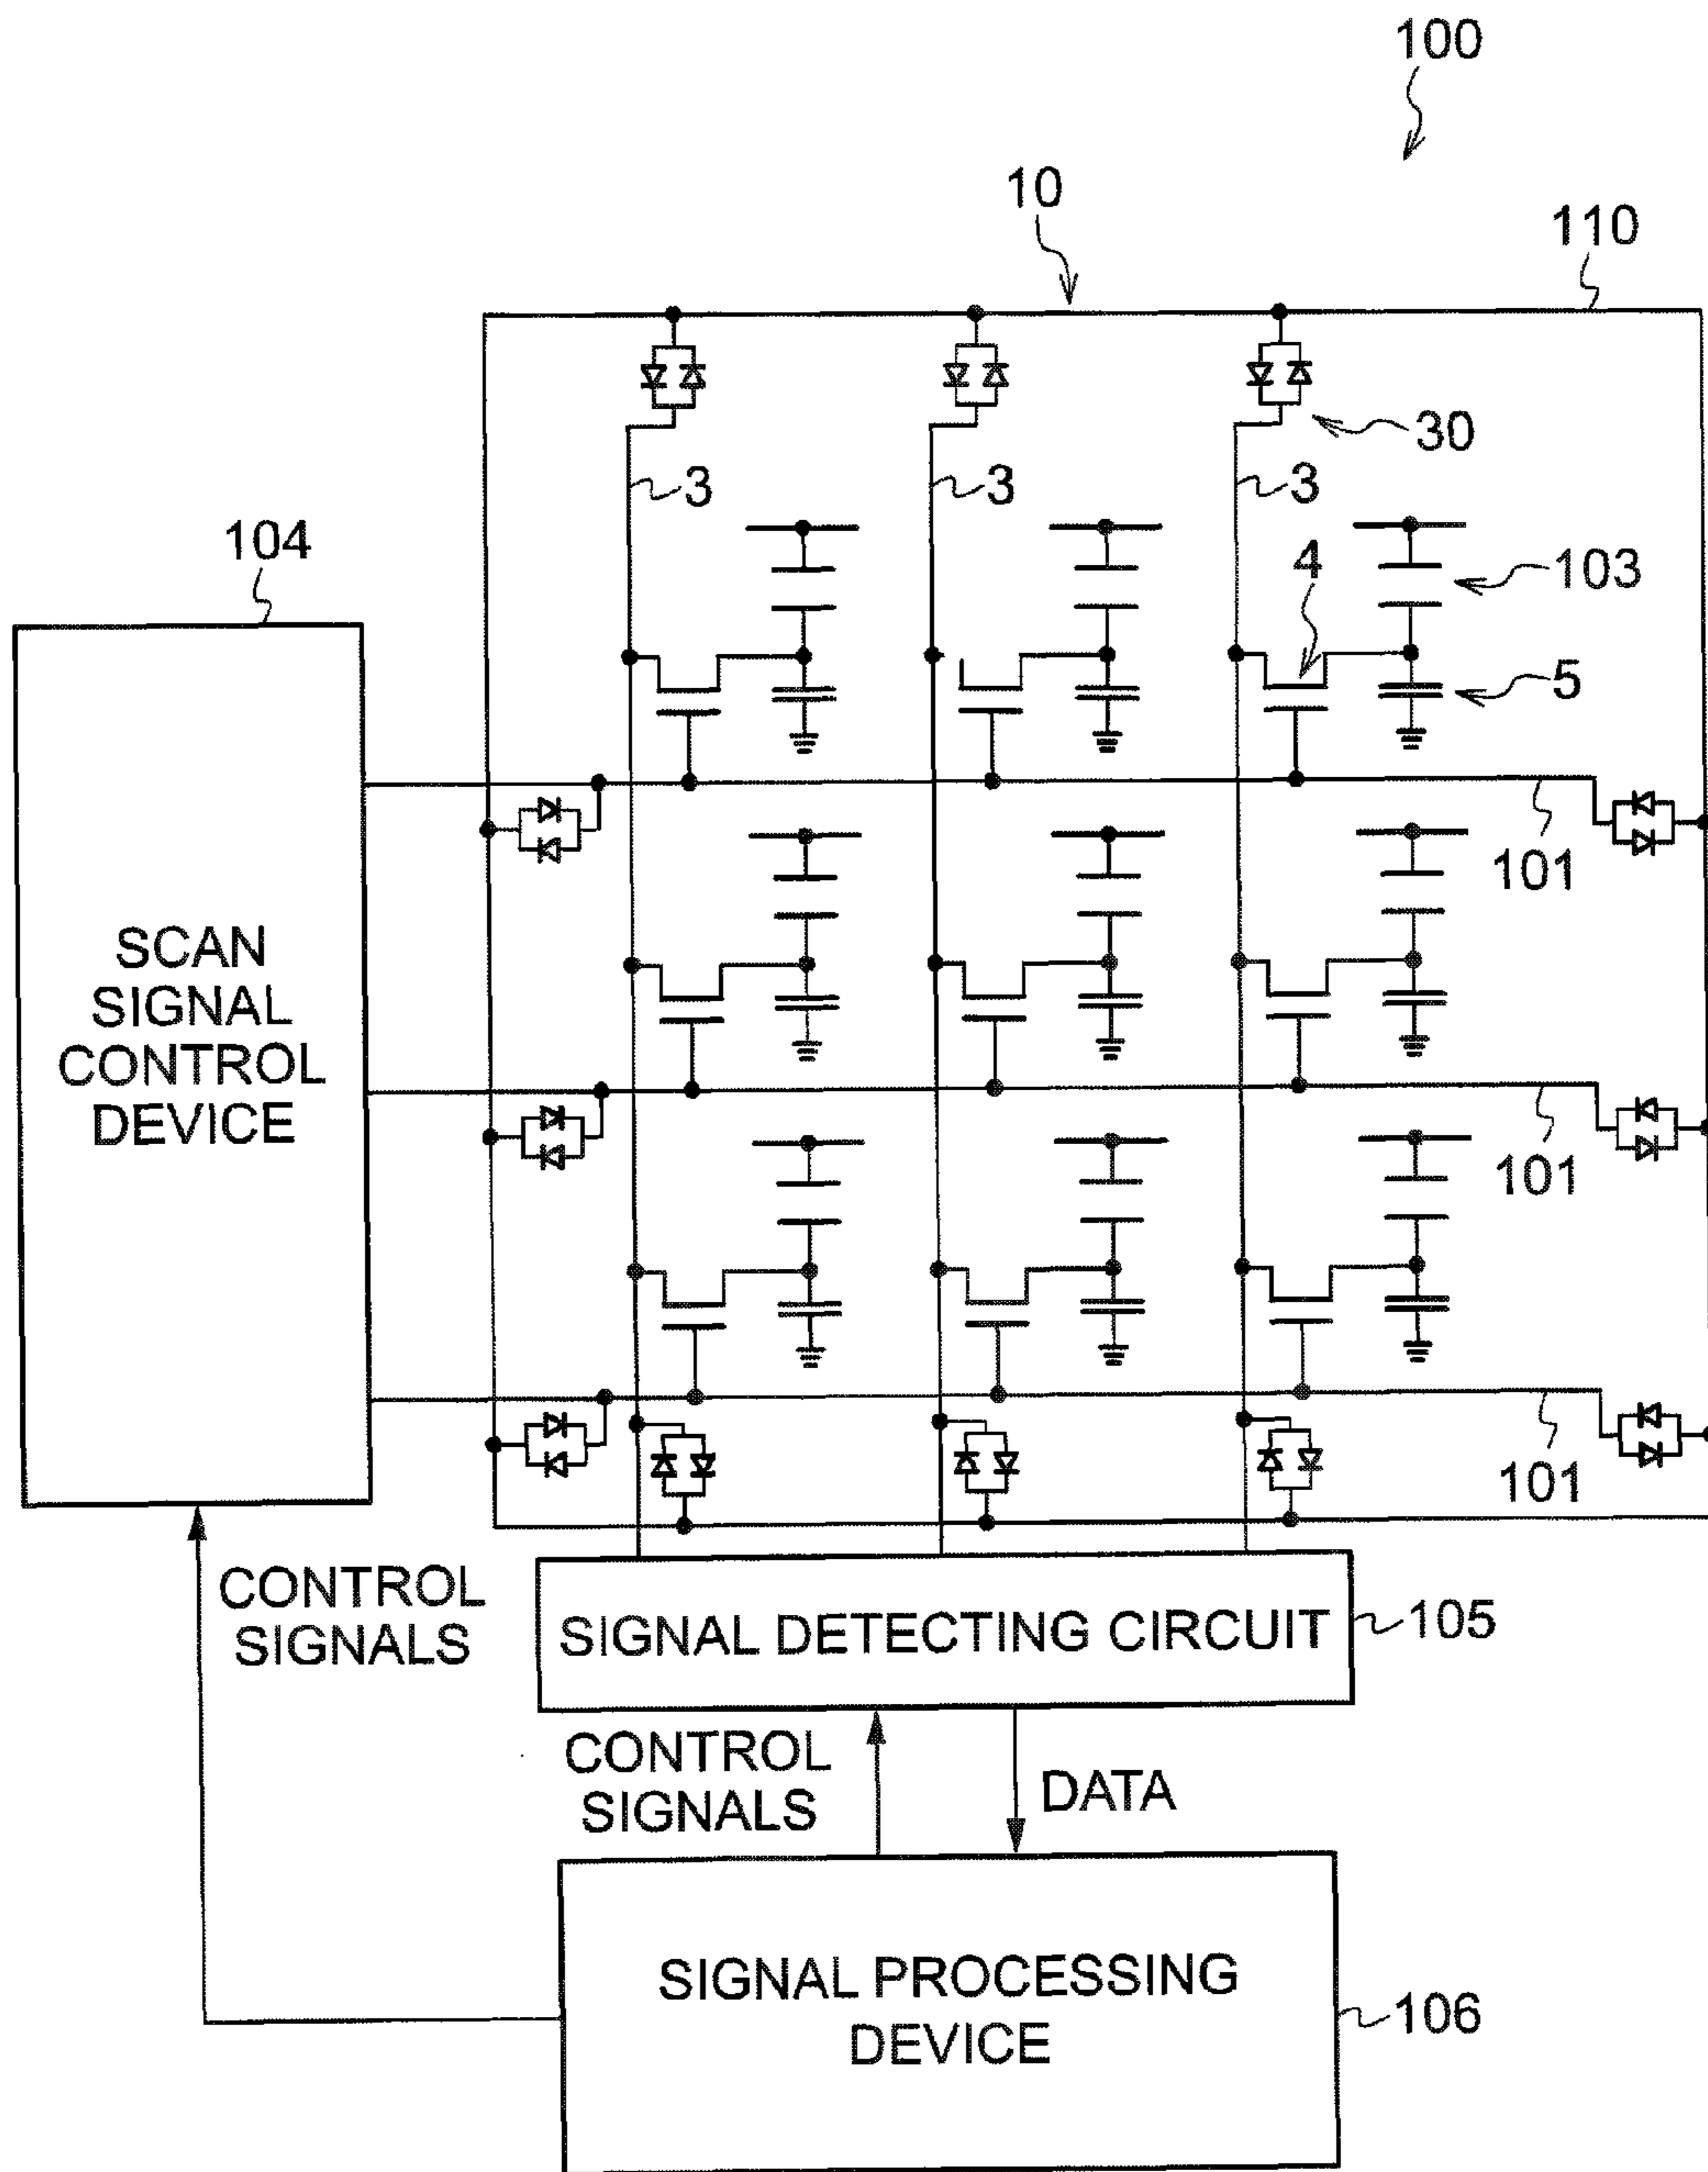 100
10
110
30
3
3
3
104
4
103
5
101
SCAN
SIGNAL
CONTROL
DEVICE
101
101
CONTROL
SIGNALS
SIGNAL DETECTING CIRCUIT
105
CONTROL
SIGNALS
DATA
SIGNAL PROCESSING
DEVICE
106